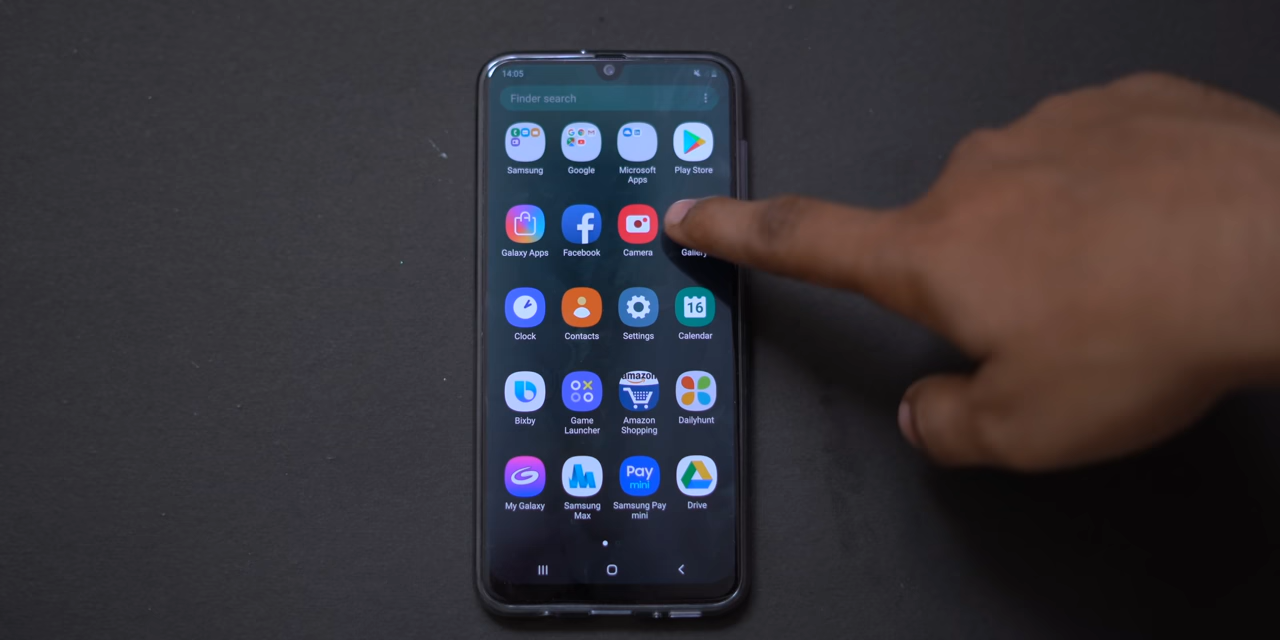 14:05
Finder search
Samsung
Google
Microsoft
Apps
Play Store
Galaxy Apps
Facebook
Camera
Gallery
Clock
Contacts
Settings
16
Calendar
amazon
Bixby
Game
Launcher
Amazon
Shopping
Dailyhunt
Pay
mini
My Galaxy
Samsung
Max
Samsung Pay
mini
Drive